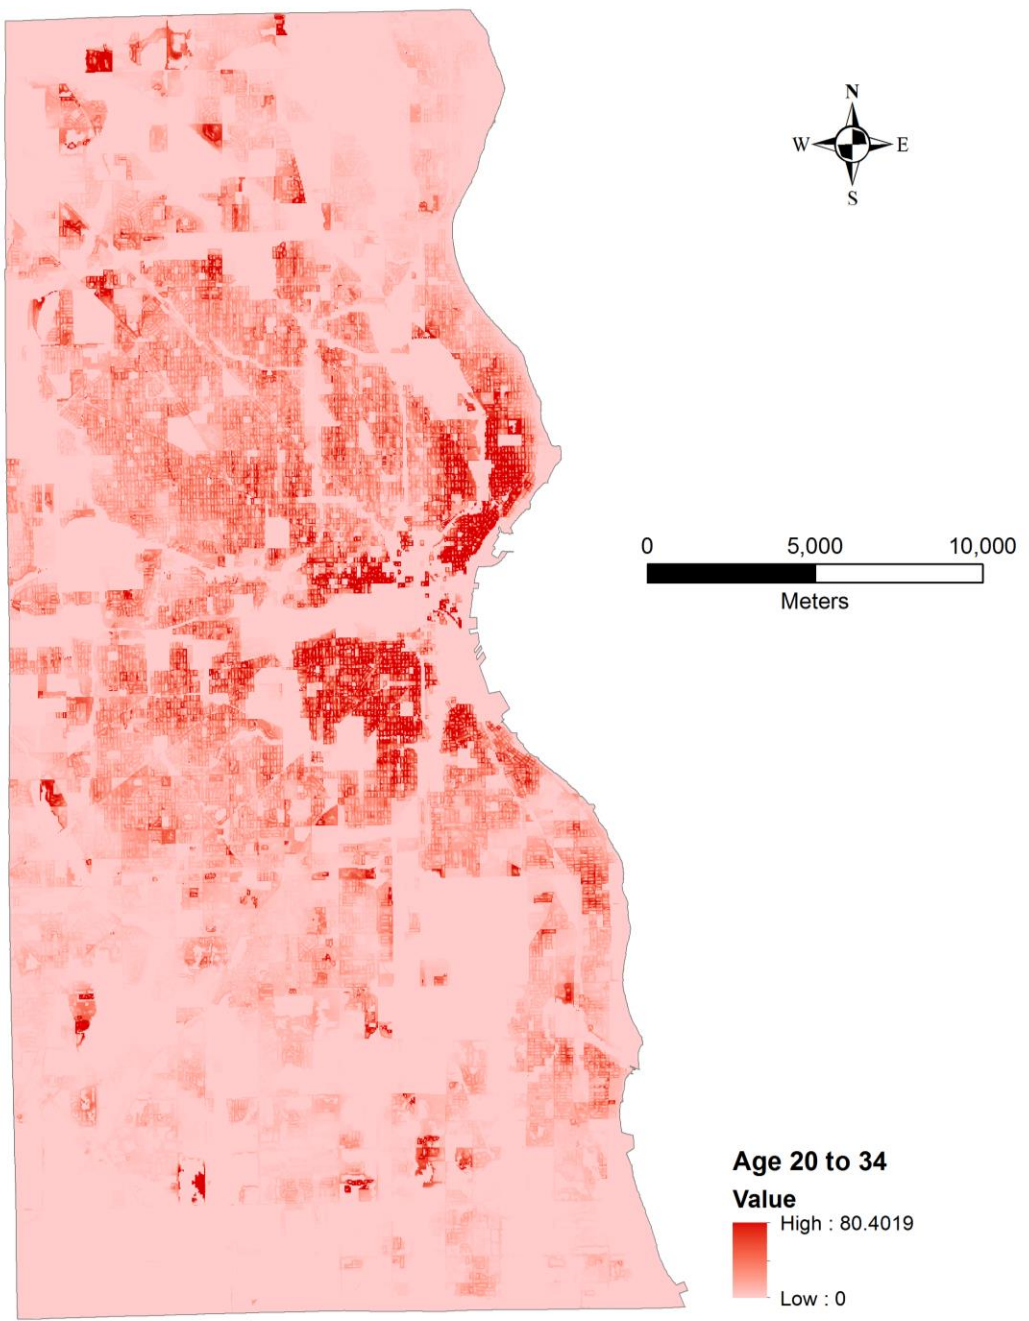 N
W E
S
0 5,000 10,000
Meters
Age 20 to 34
Value
High : 80.4019
Low : 0